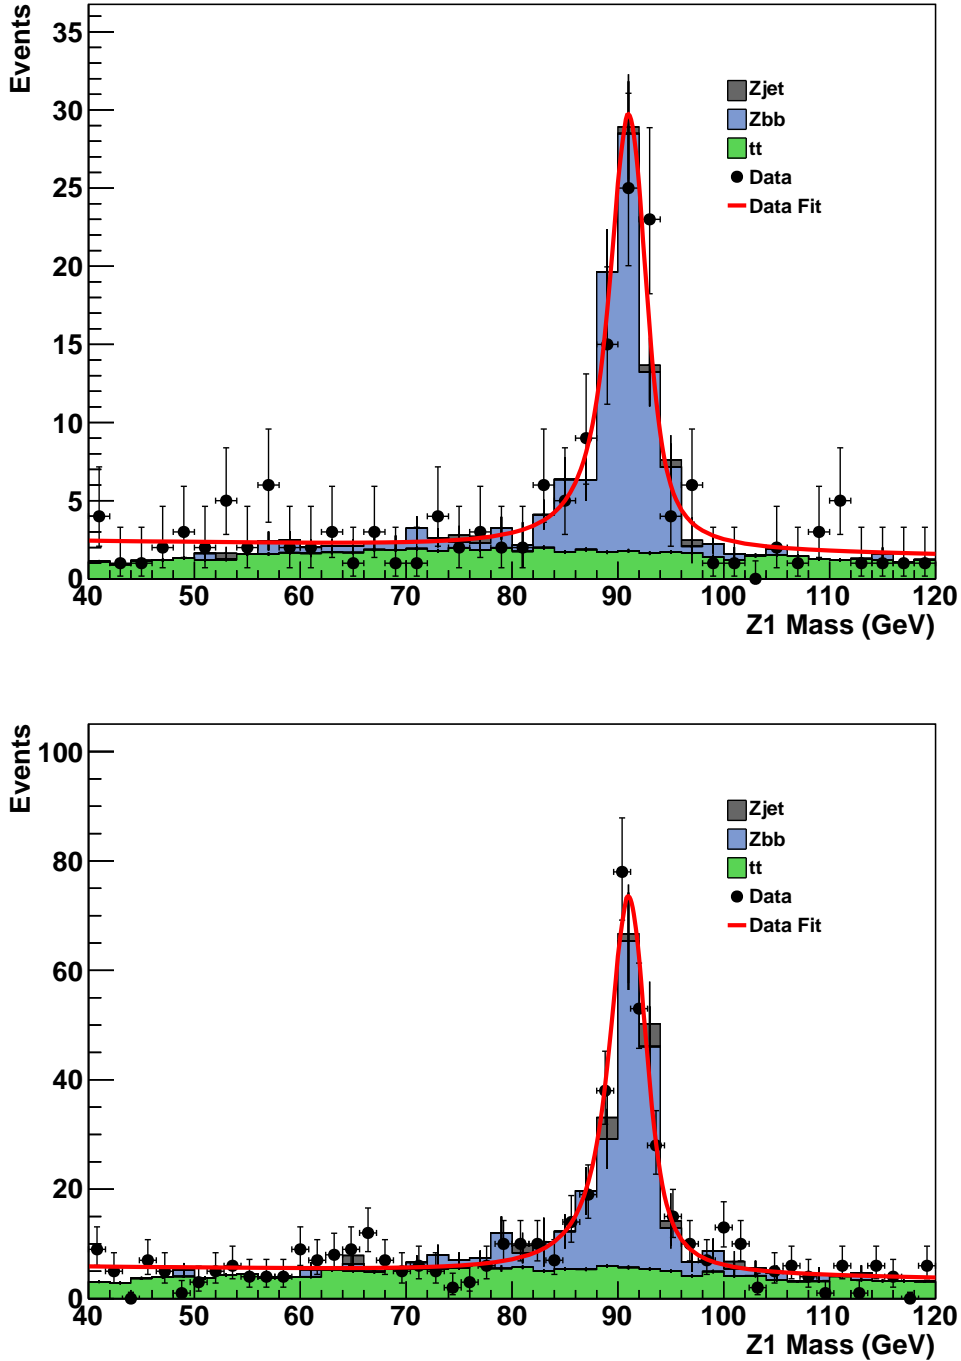 Events
35
30
25
20
15
10
5
0
Zjet
Zbb
tt
Data
Data Fit
40 50 60 70 80 90 100 110 120
Z1 Mass (GeV)
Events
100
80
60
40
20
0
Zjet
Zbb
tt
Data
Data Fit
40 50 60 70 80 90 100 110 120
Z1 Mass (GeV)